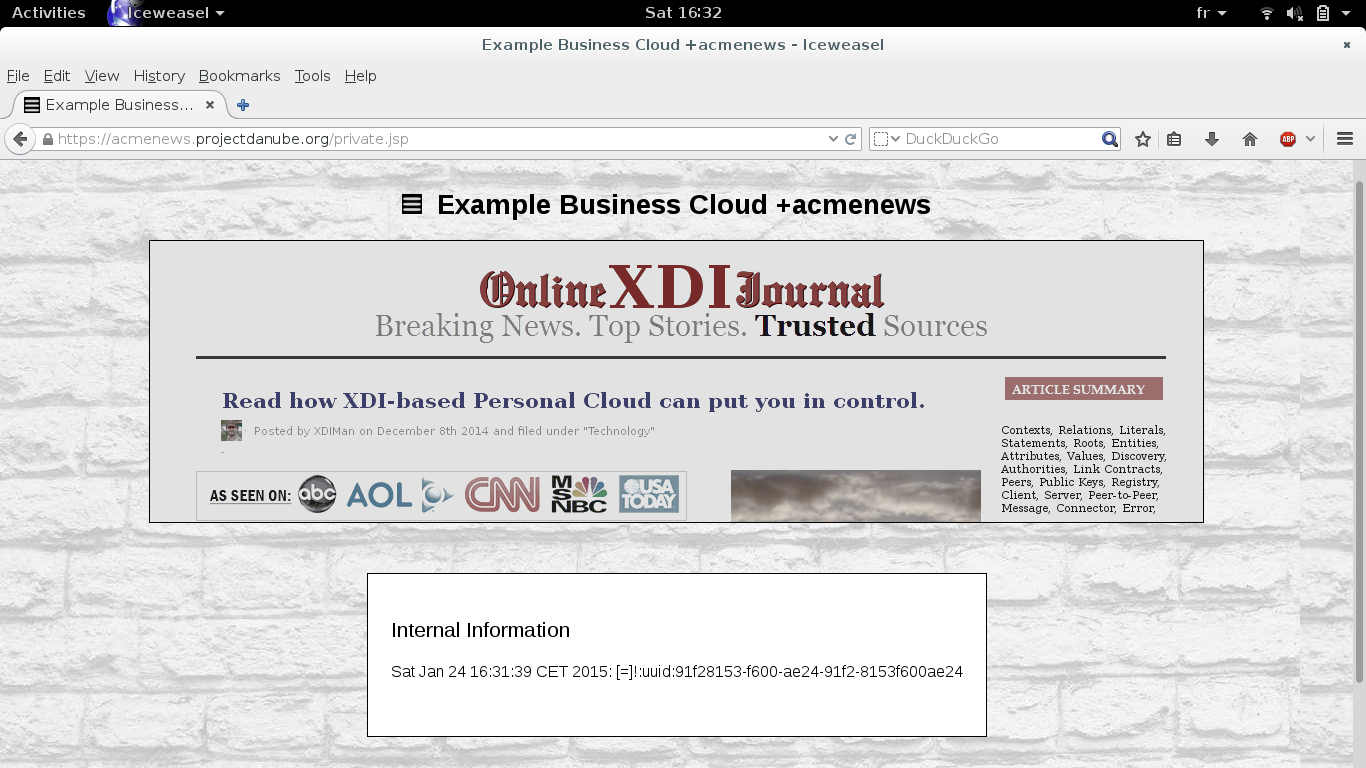 Activities Iceweasel Sat 16:32 fr
Example Business Cloud +acmenews - Iceweasel
File Edit View History Bookmarks Tools Help
Example Business...
https://acmenews.projectdanube.org/private.jsp DuckDuckGo ABP
Example Business Cloud +acmenews
Online XDI Journal
Breaking News. Top Stories. Trusted Sources
Read how XDI-based Personal Cloud can put you in control.
Posted by XDIMan on December 8th 2014 and filed under "Technology"
AS SEEN ON: abc AOL CNN MSNBC USA TODAY
ARTICLE SUMMARY
Contexts, Relations, Literals,
Statements, Roots, Entities,
Attributes, Values, Discovery,
Authorities, Link Contracts,
Peers, Public Keys, Registry,
Client, Server, Peer-to-Peer,
Message, Connector, Error,
Internal Information
Sat Jan 24 16:31:39 CET 2015: [=]!:uuid:91f28153-f600-ae24-91f2-8153f600ae24